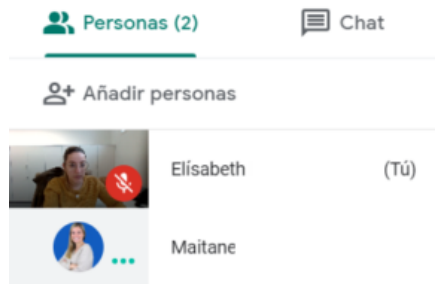 Personas (2) Chat
Añadir personas
Elísabeth (Tú)
Maitane